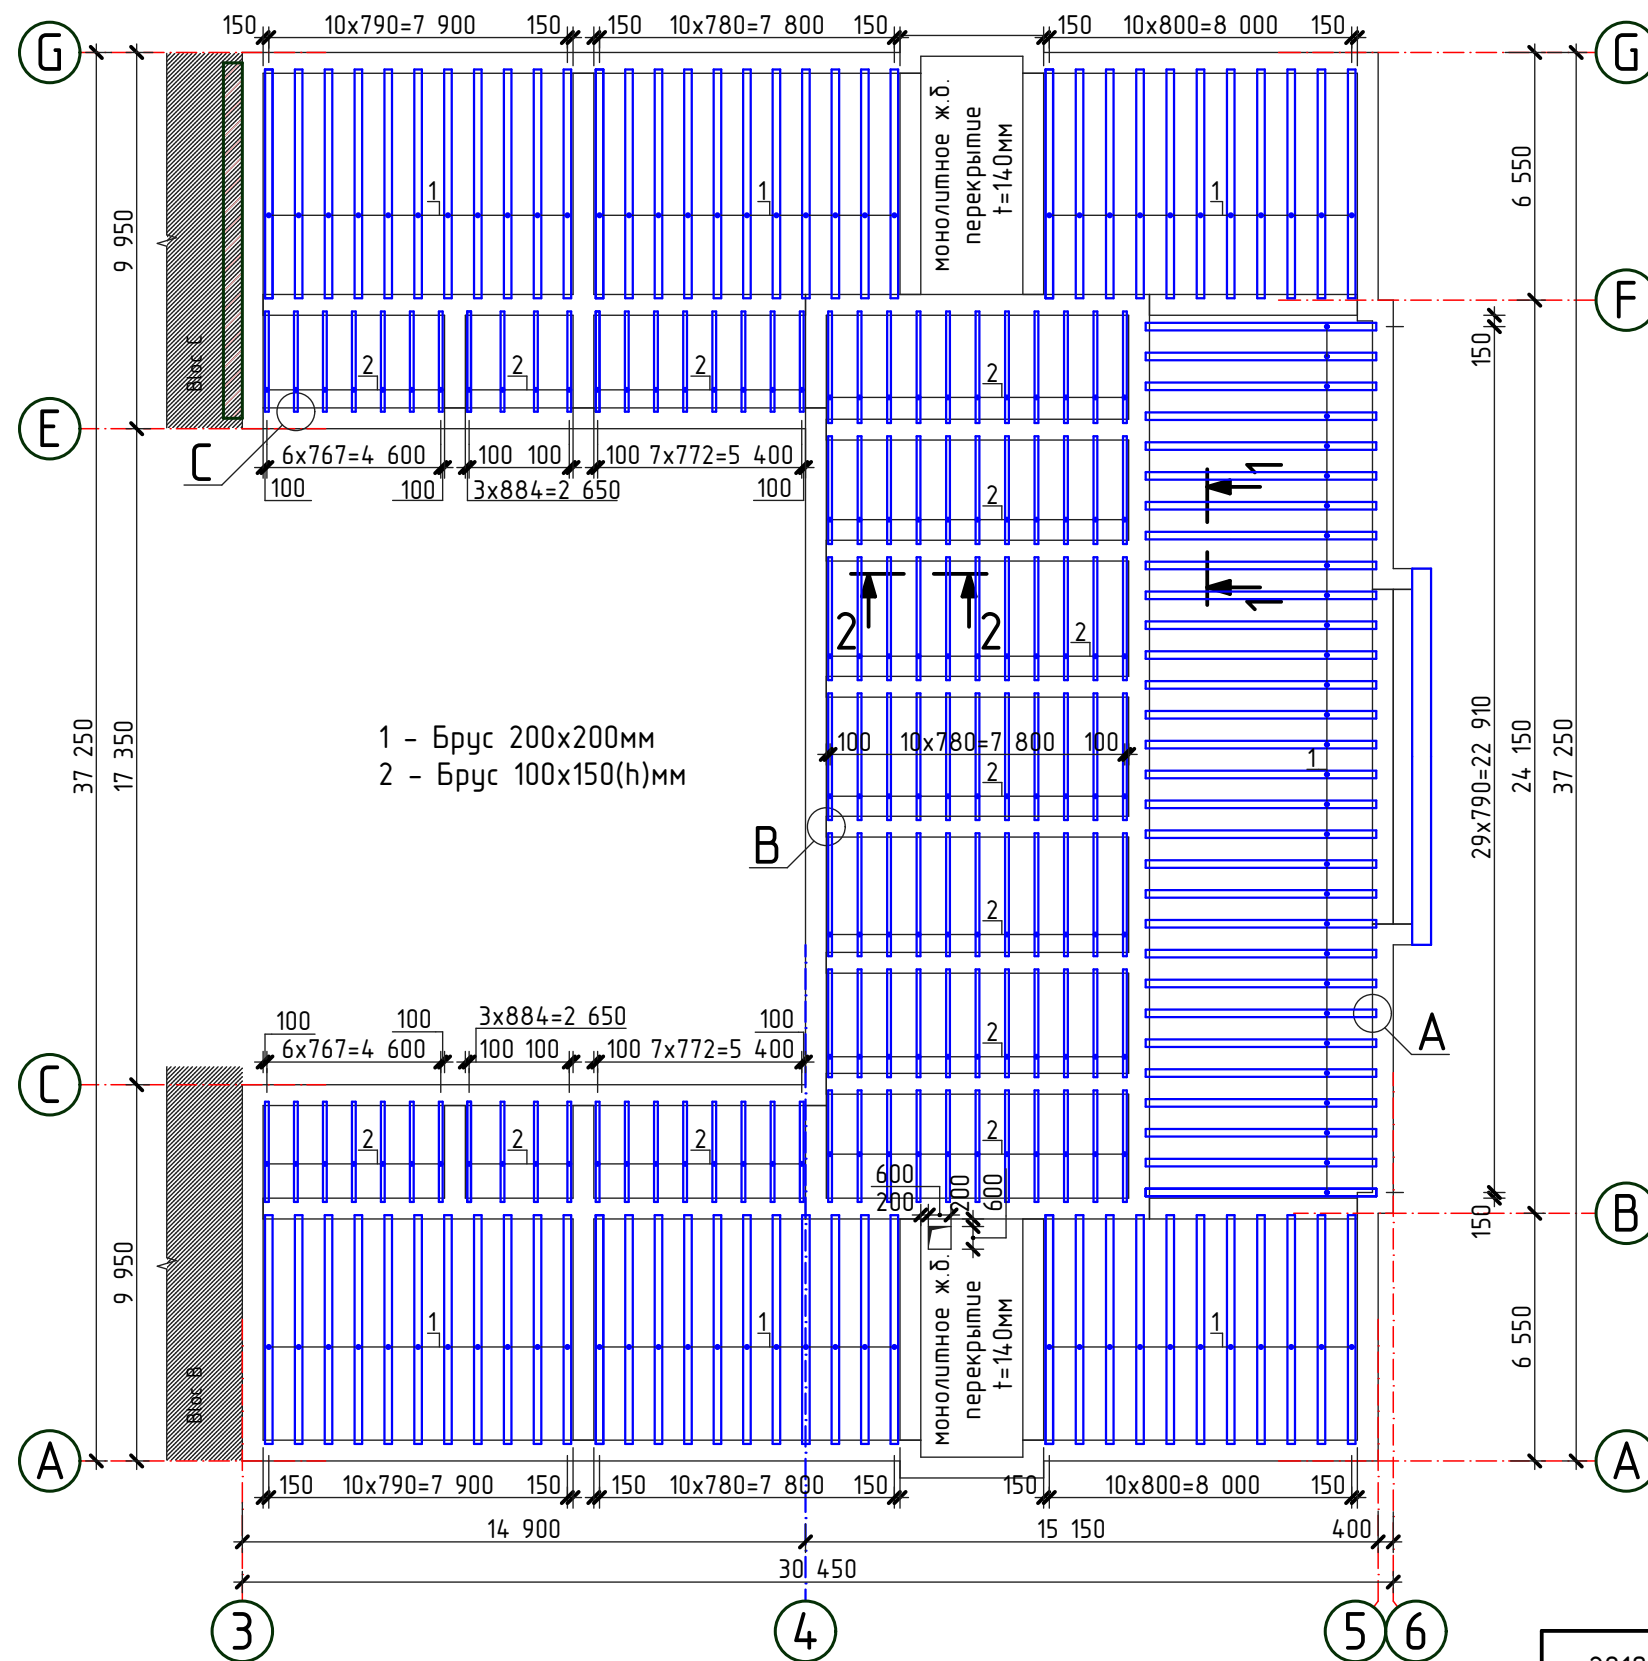 150 10x790=7 900 150 150 10x780=7 800 150 150 10x800=8 000 150
G G
монолитное ж.б.
перекрытие
t=140мм
1 1 1
9 950
6 550
F
Bloc C
2 2 2 2
150
E
C
6x767=4 600 100 100 100 7x772=5 400
100 100 3x884=2 650 100
2
1
1
2 2
2
37 250
17 350
1 - Брус 200x200мм
2 - Брус 100x150(h)мм
100 10x780=7 800 100
2
1
29x790=22 910
24 150
37 250
B
2
A
100 100 3x884=2 650 100
6x767=4 600 100 100 100 7x772=5 400
2
C
2 2 2 2
600
200
200
600
150
B
9 950
монолитное ж.б.
перекрытие
t=140мм
1 1 1
6 550
Bloc B
A A
150 10x790=7 900 150 150 10x780=7 800 150 150 10x800=8 000 150
14 900 15 150 400
30 450
3 4 5 6